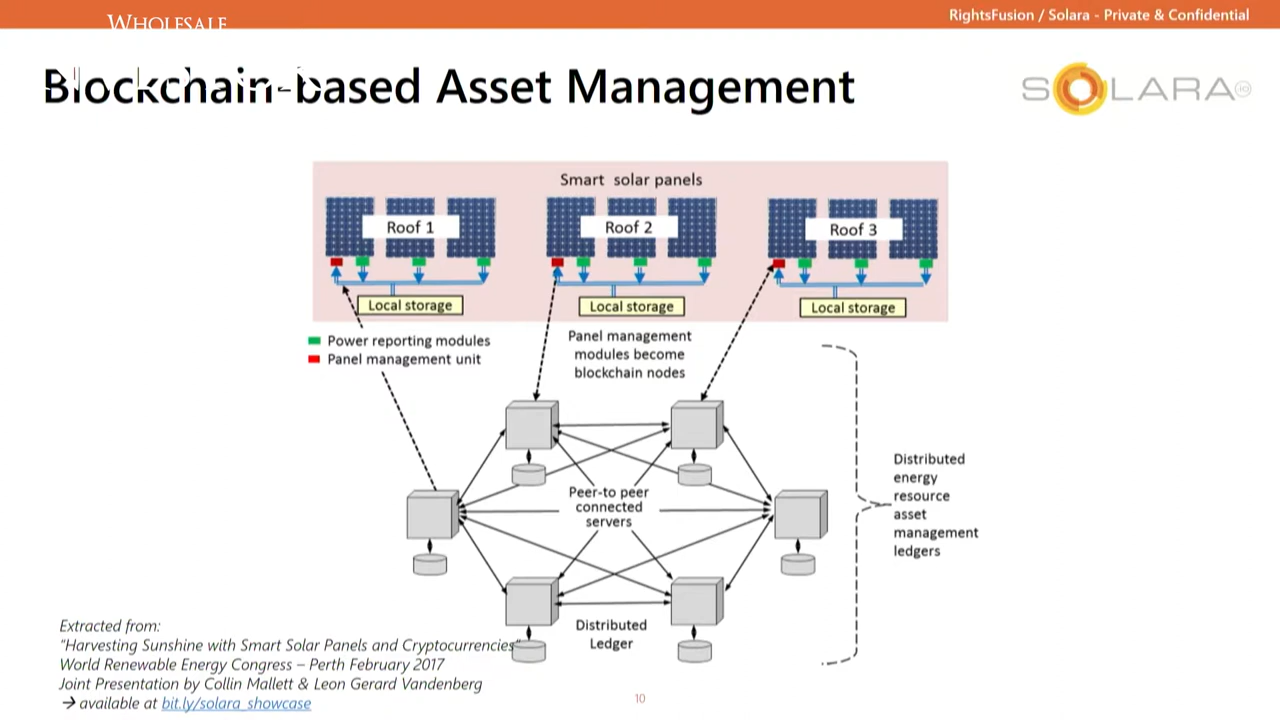 WHOLESALE
RightsFusion / Solara - Private & Confidential
Blockchain-based Asset Management
SOLARA
IO
Smart solar panels
Roof 1
Roof 2
Roof 3
Local storage
Local storage
Local storage
Power reporting modules
Panel management unit
Panel management
modules become
blockchain nodes
Peer-to peer
connected
servers
Distributed
energy
resource
asset
management
ledgers
Distributed
Ledger
Extracted from:
“Harvesting Sunshine with Smart Solar Panels and Cryptocurrencies”
World Renewable Energy Congress – Perth February 2017
Joint Presentation by Collin Mallett & Leon Gerard Vandenberg
→ available at bit.ly/solara_showcase
10